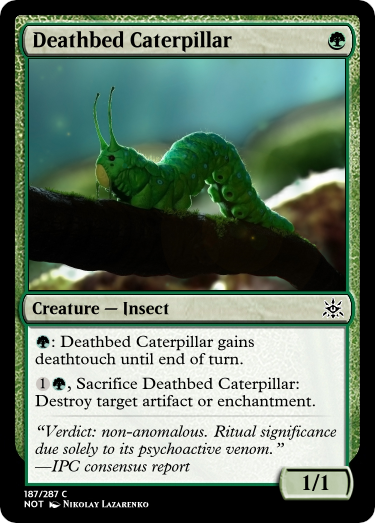 Deathbed Caterpillar
: Deathbed Caterpillar gains
deathtouch until end of turn.
1, Sacrifice Deathbed Caterpillar:
Destroy target artifact or enchantment.
Creature — Insect
“Verdict: non-anomalous. Ritual significance
due solely to its psychoactive venom.”
—IPC consensus report
1/1
187/287 C
NOT Nikolay Lazarenko